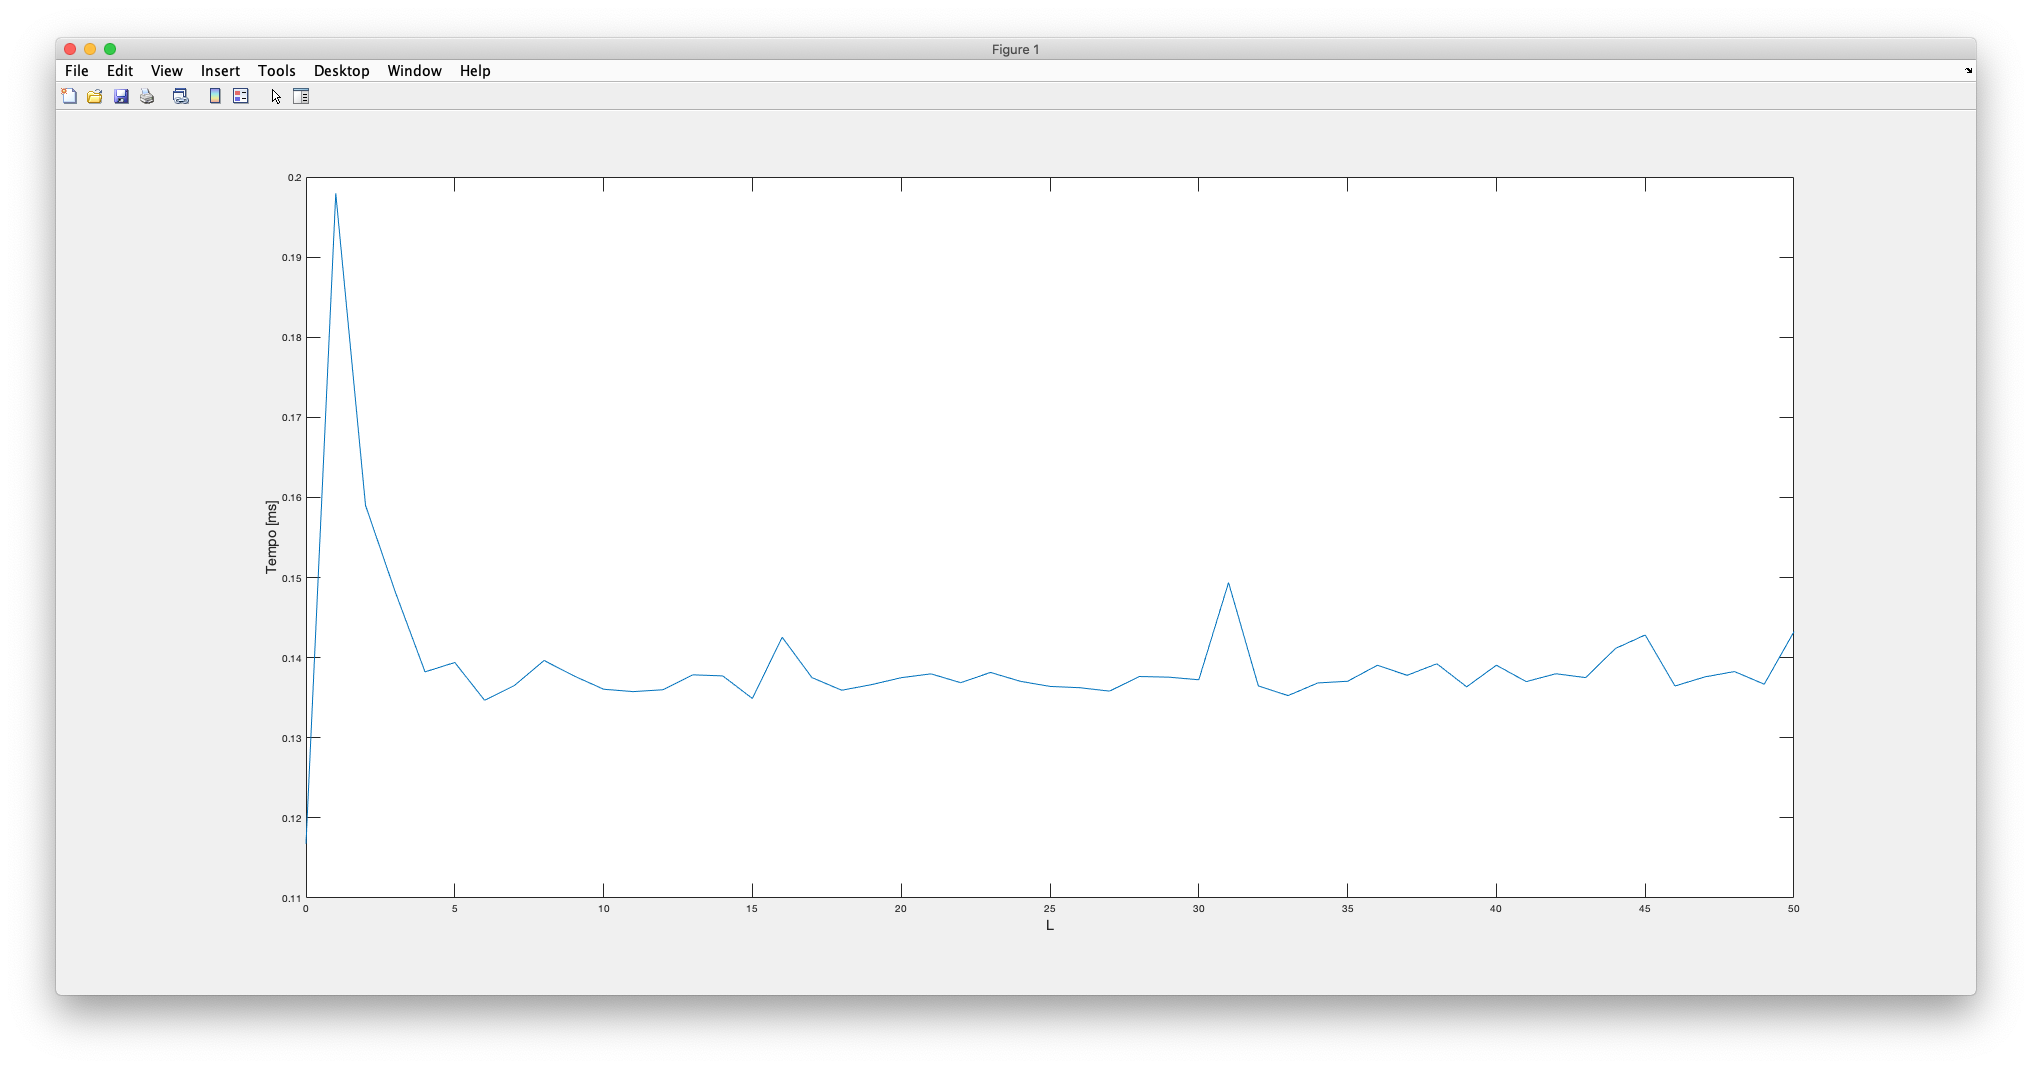 Figure 1
File Edit View Insert Tools Desktop Window Help
0.2
0.19
0.18
0.17
0.16
0.15
0.14
0.13
0.12
0.11
Tempo [ms]
0 5 10 15 20 25 30 35 40 45 50
L